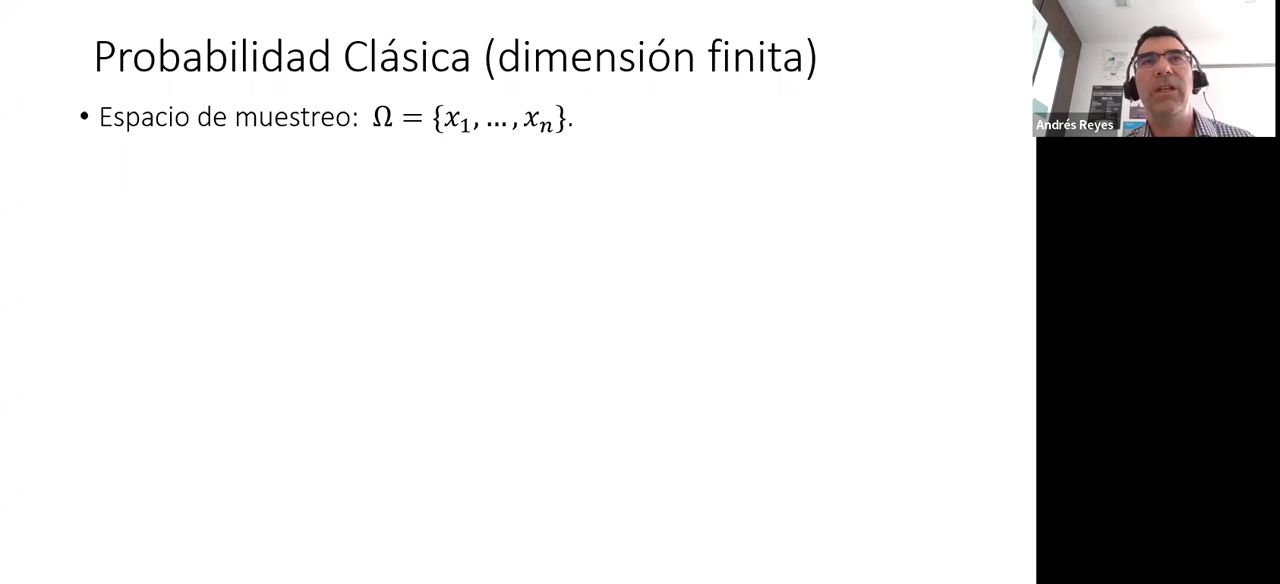 Probabilidad Clásica (dimensión finita)
• Espacio de muestreo: Ω = {x₁, … , xₙ}.
Andrés Reyes